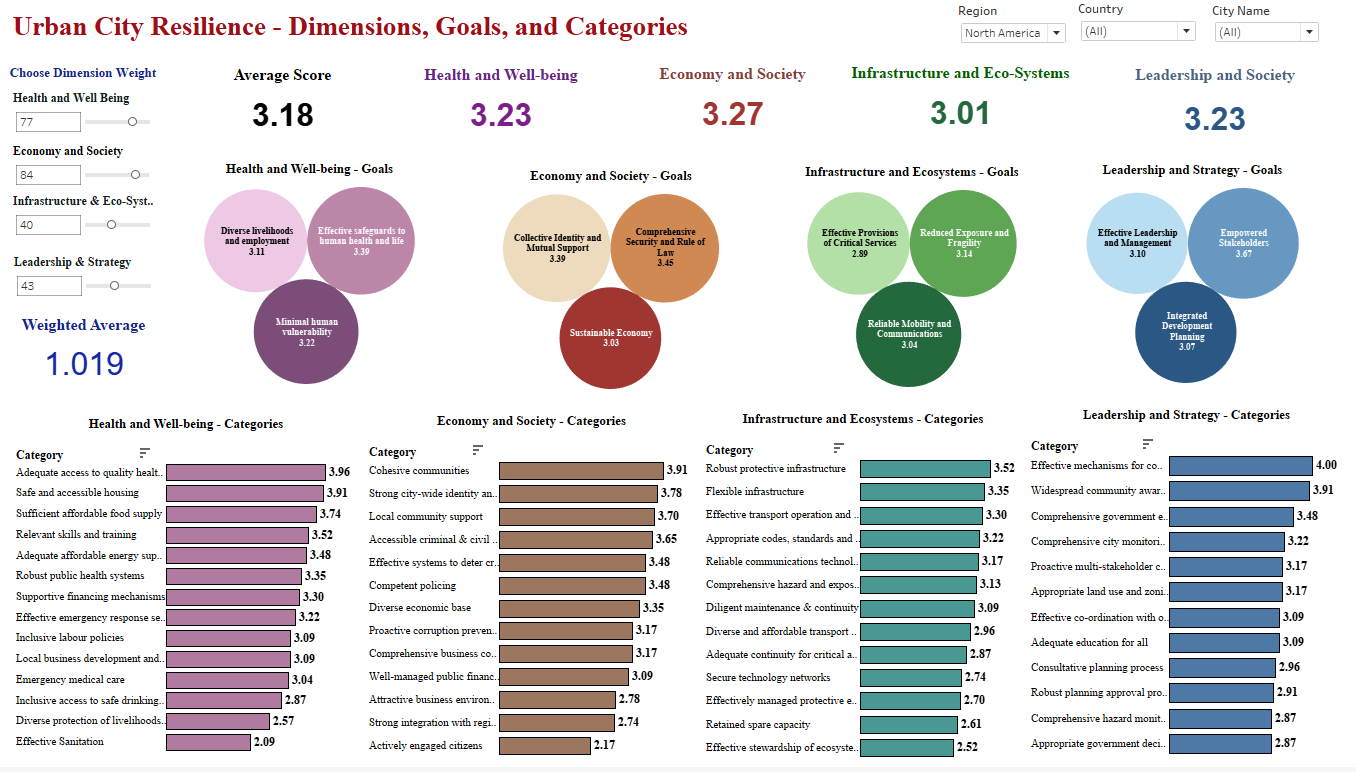 Urban City Resilience - Dimensions, Goals, and Categories
Region
North America
Country
(All)
City Name
(All)
Choose Dimension Weight
Health and Well Being
77
Economy and Society
84
Infrastructure & Eco-Syst..
40
Leadership & Strategy
43
Weighted Average
1.019
Average Score
3.18
Health and Well-being
3.23
Economy and Society
3.27
Infrastructure and Eco-Systems
3.01
Leadership and Society
3.23
Health and Well-being - Goals
Diverse livelihoods
and employment
3.11
Effective safeguards to
human health and life
3.39
Minimal human
vulnerability
3.22
Economy and Society - Goals
Collective Identity and
Mutual Support
3.39
Comprehensive
Security and Rule of
Law
3.45
Sustainable Economy
3.03
Infrastructure and Ecosystems - Goals
Effective Provisions
of Critical Services
2.89
Reduced Exposure and
Fragility
3.14
Reliable Mobility and
Communications
3.04
Leadership and Strategy - Goals
Effective Leadership
and Management
3.10
Empowered
Stakeholders
3.67
Integrated
Development
Planning
3.07
Health and Well-being - Categories
Category
Adequate access to quality healt.. 3.96
Safe and accessible housing 3.91
Sufficient affordable food supply 3.74
Relevant skills and training 3.52
Adequate affordable energy sup.. 3.48
Robust public health systems 3.35
Supportive financing mechanisms 3.30
Effective emergency response se.. 3.22
Inclusive labour policies 3.09
Local business development and.. 3.09
Emergency medical care 3.04
Inclusive access to safe drinking.. 2.87
Diverse protection of livelihoods.. 2.57
Effective Sanitation 2.09
Economy and Society - Categories
Category
Cohesive communities 3.91
Strong city-wide identity an.. 3.78
Local community support 3.70
Accessible criminal & civil .. 3.65
Effective systems to deter cr.. 3.48
Competent policing 3.48
Diverse economic base 3.35
Proactive corruption preven.. 3.17
Comprehensive business co.. 3.17
Well-managed public financ.. 3.09
Attractive business environ.. 2.78
Strong integration with regi.. 2.74
Actively engaged citizens 2.17
Infrastructure and Ecosystems - Categories
Category
Robust protective infrastructure 3.52
Flexible infrastructure 3.35
Effective transport operation and .. 3.30
Appropriate codes, standards and .. 3.22
Reliable communications technol.. 3.17
Comprehensive hazard and expos.. 3.13
Diligent maintenance & continuity 3.09
Diverse and affordable transport .. 2.96
Adequate continuity for critical a.. 2.87
Secure technology networks 2.74
Effectively managed protective e.. 2.70
Retained spare capacity 2.61
Effective stewardship of ecosyste.. 2.52
Leadership and Strategy - Categories
Category
Effective mechanisms for co.. 4.00
Widespread community awar.. 3.91
Comprehensive government e.. 3.48
Comprehensive city monitori.. 3.22
Proactive multi-stakeholder c.. 3.17
Appropriate land use and zoni.. 3.17
Effective co-ordination with o.. 3.09
Adequate education for all 3.09
Consultative planning process 2.96
Robust planning approval pro.. 2.91
Comprehensive hazard monit.. 2.87
Appropriate government deci.. 2.87